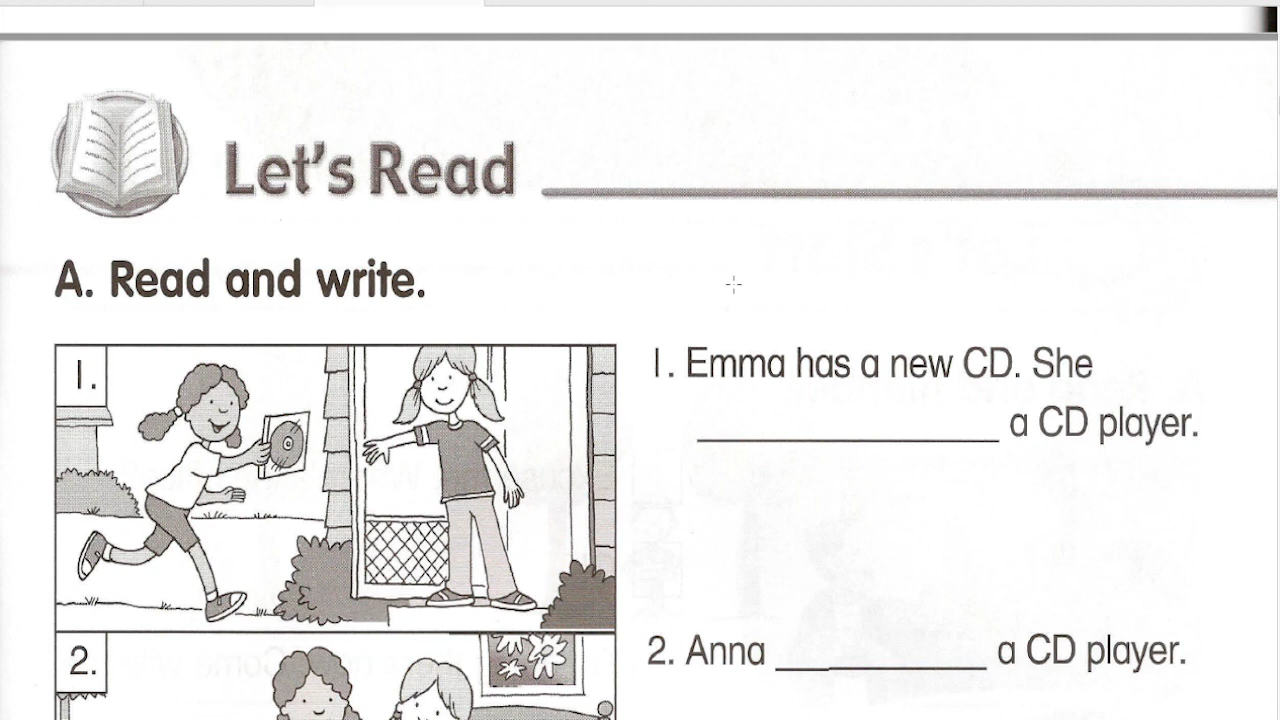 Let's Read
A. Read and write.
1.
1. Emma has a new CD. She
__________ a CD player.
2.
2. Anna __________ a CD player.